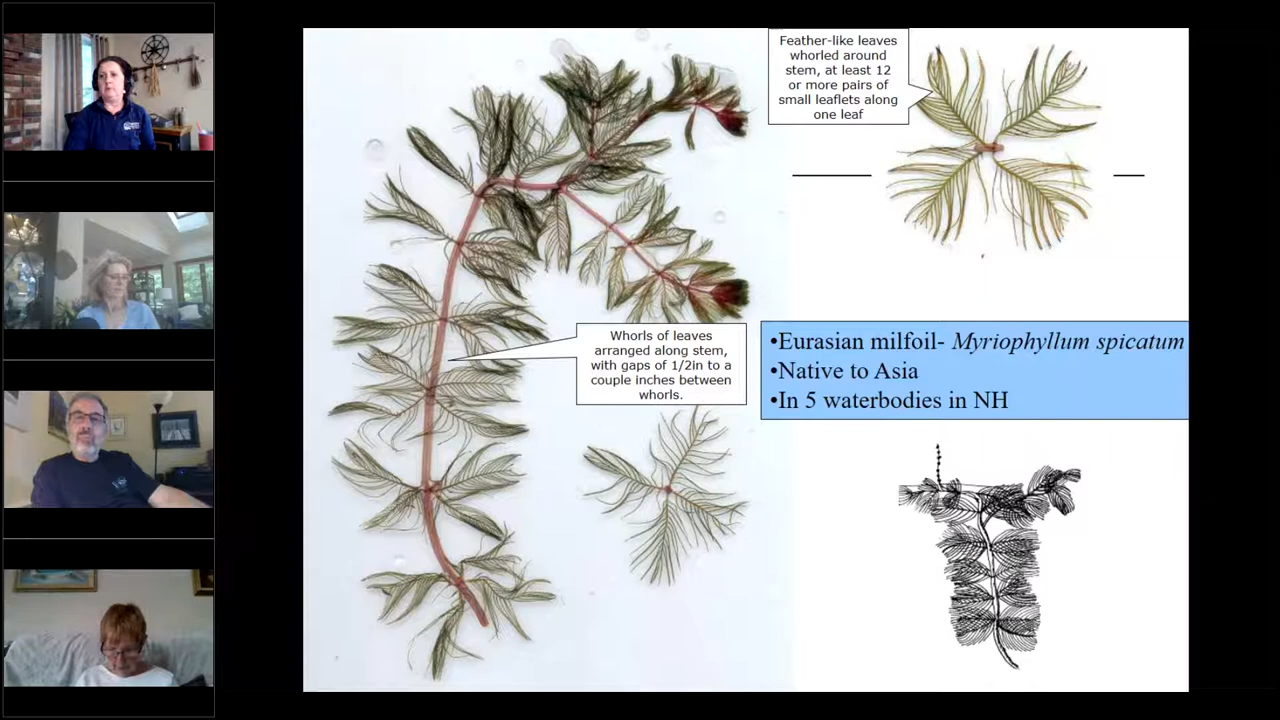 Feather-like leaves
whorled around
stem, at least 12
or more pairs of
small leaflets along
one leaf
Whorls of leaves
arranged along stem,
with gaps of 1/2in to a
couple inches between
whorls.
•Eurasian milfoil- Myriophyllum spicatum
•Native to Asia
•In 5 waterbodies in NH